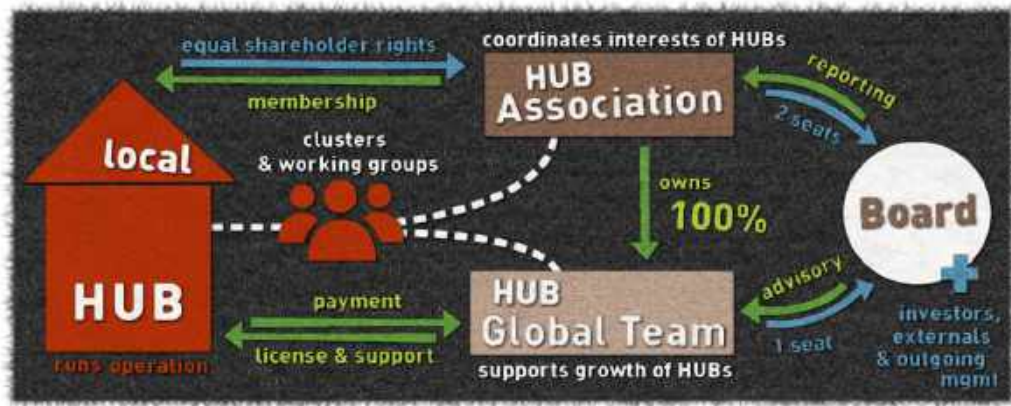 equal shareholder rights
membership
coordinates interests of HUBs
HUB
Association
reporting
2 seats
local
HUB
runs operation
clusters
& working groups
owns
100%
Board
payment
license & support
HUB
Global Team
supports growth of HUBs
advisory
1 seat
investors,
externals
& outgoing
mgmt